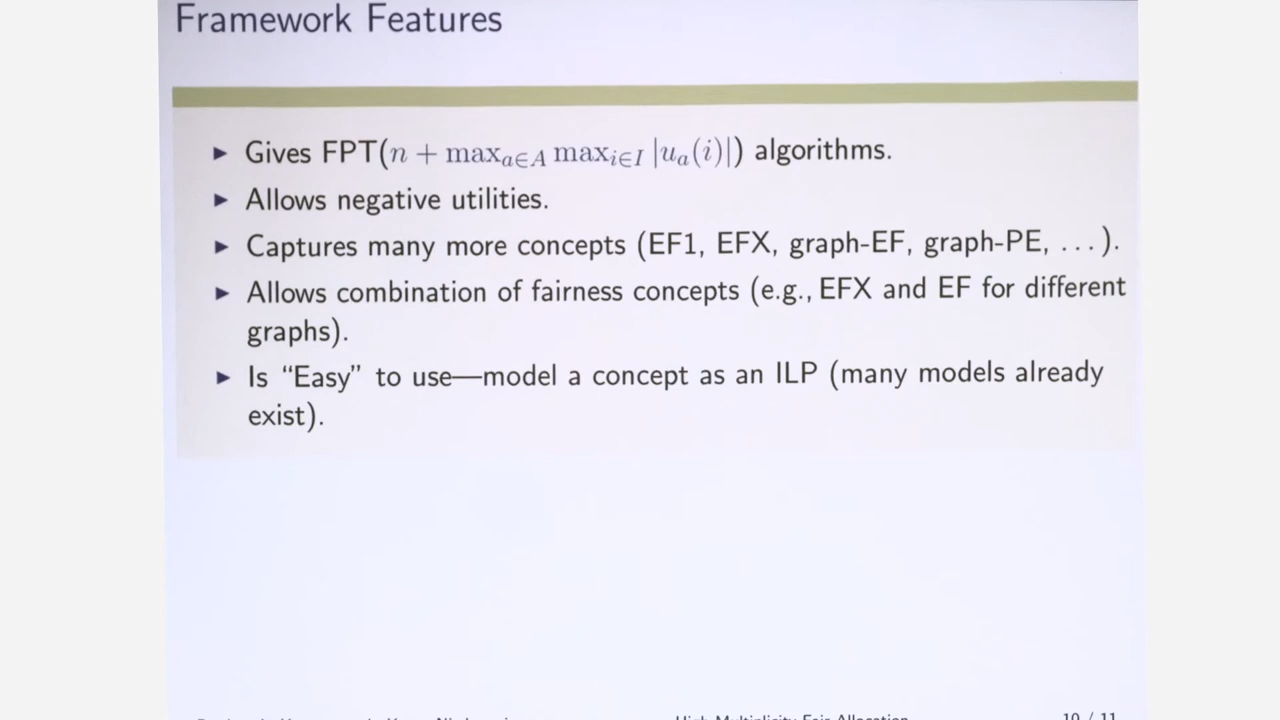 Framework Features
▶ Gives FPT(n + max_{a∈A} max_{i∈I} |u_a(i)|) algorithms.
▶ Allows negative utilities.
▶ Captures many more concepts (EF1, EFX, graph-EF, graph-PE, ...).
▶ Allows combination of fairness concepts (e.g., EFX and EF for different
graphs).
▶ Is “Easy” to use—model a concept as an ILP (many models already
exist).
High Multiplicity Fair Allocation
10 / 11